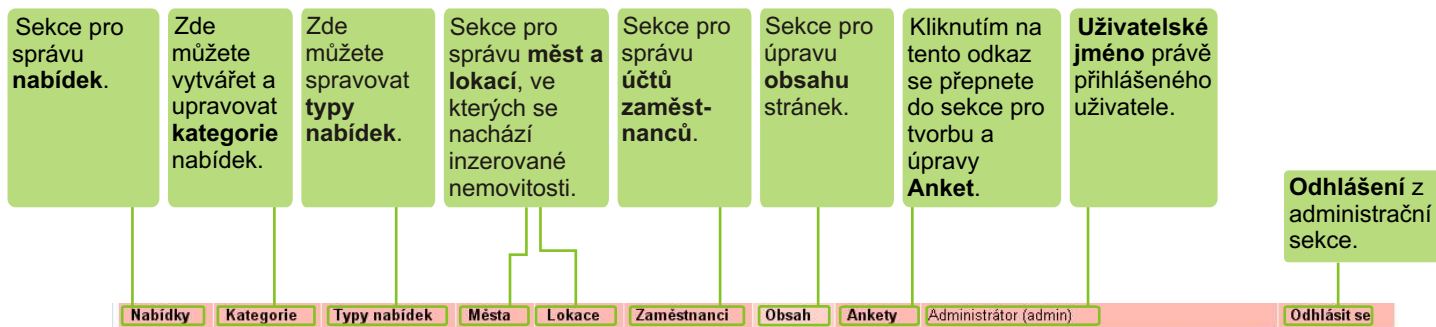 Sekce pro
správu
nabídek.
Zde
můžete
vytvářet a
upravovat
kategorie
nabídek.
Zde
můžete
spravovat
typy
nabídek.
Sekce pro
správu měst a
lokací, ve
kterých se
nachází
inzerované
nemovitosti.
Sekce pro
správu
účtů
zaměst-
nanců.
Sekce pro
úpravu
obsahu
stránek.
Kliknutím na
tento odkaz
se přepnete
do sekce pro
tvorbu a
úpravy
Anket.
Uživatelské
jméno právě
přihlášeného
uživatele.
Odhlášení z
administrační
sekce.
Nabídky Kategorie Typy nabídek Města Lokace Zaměstnanci Obsah Ankety Administrátor (admin) Odhlásit se